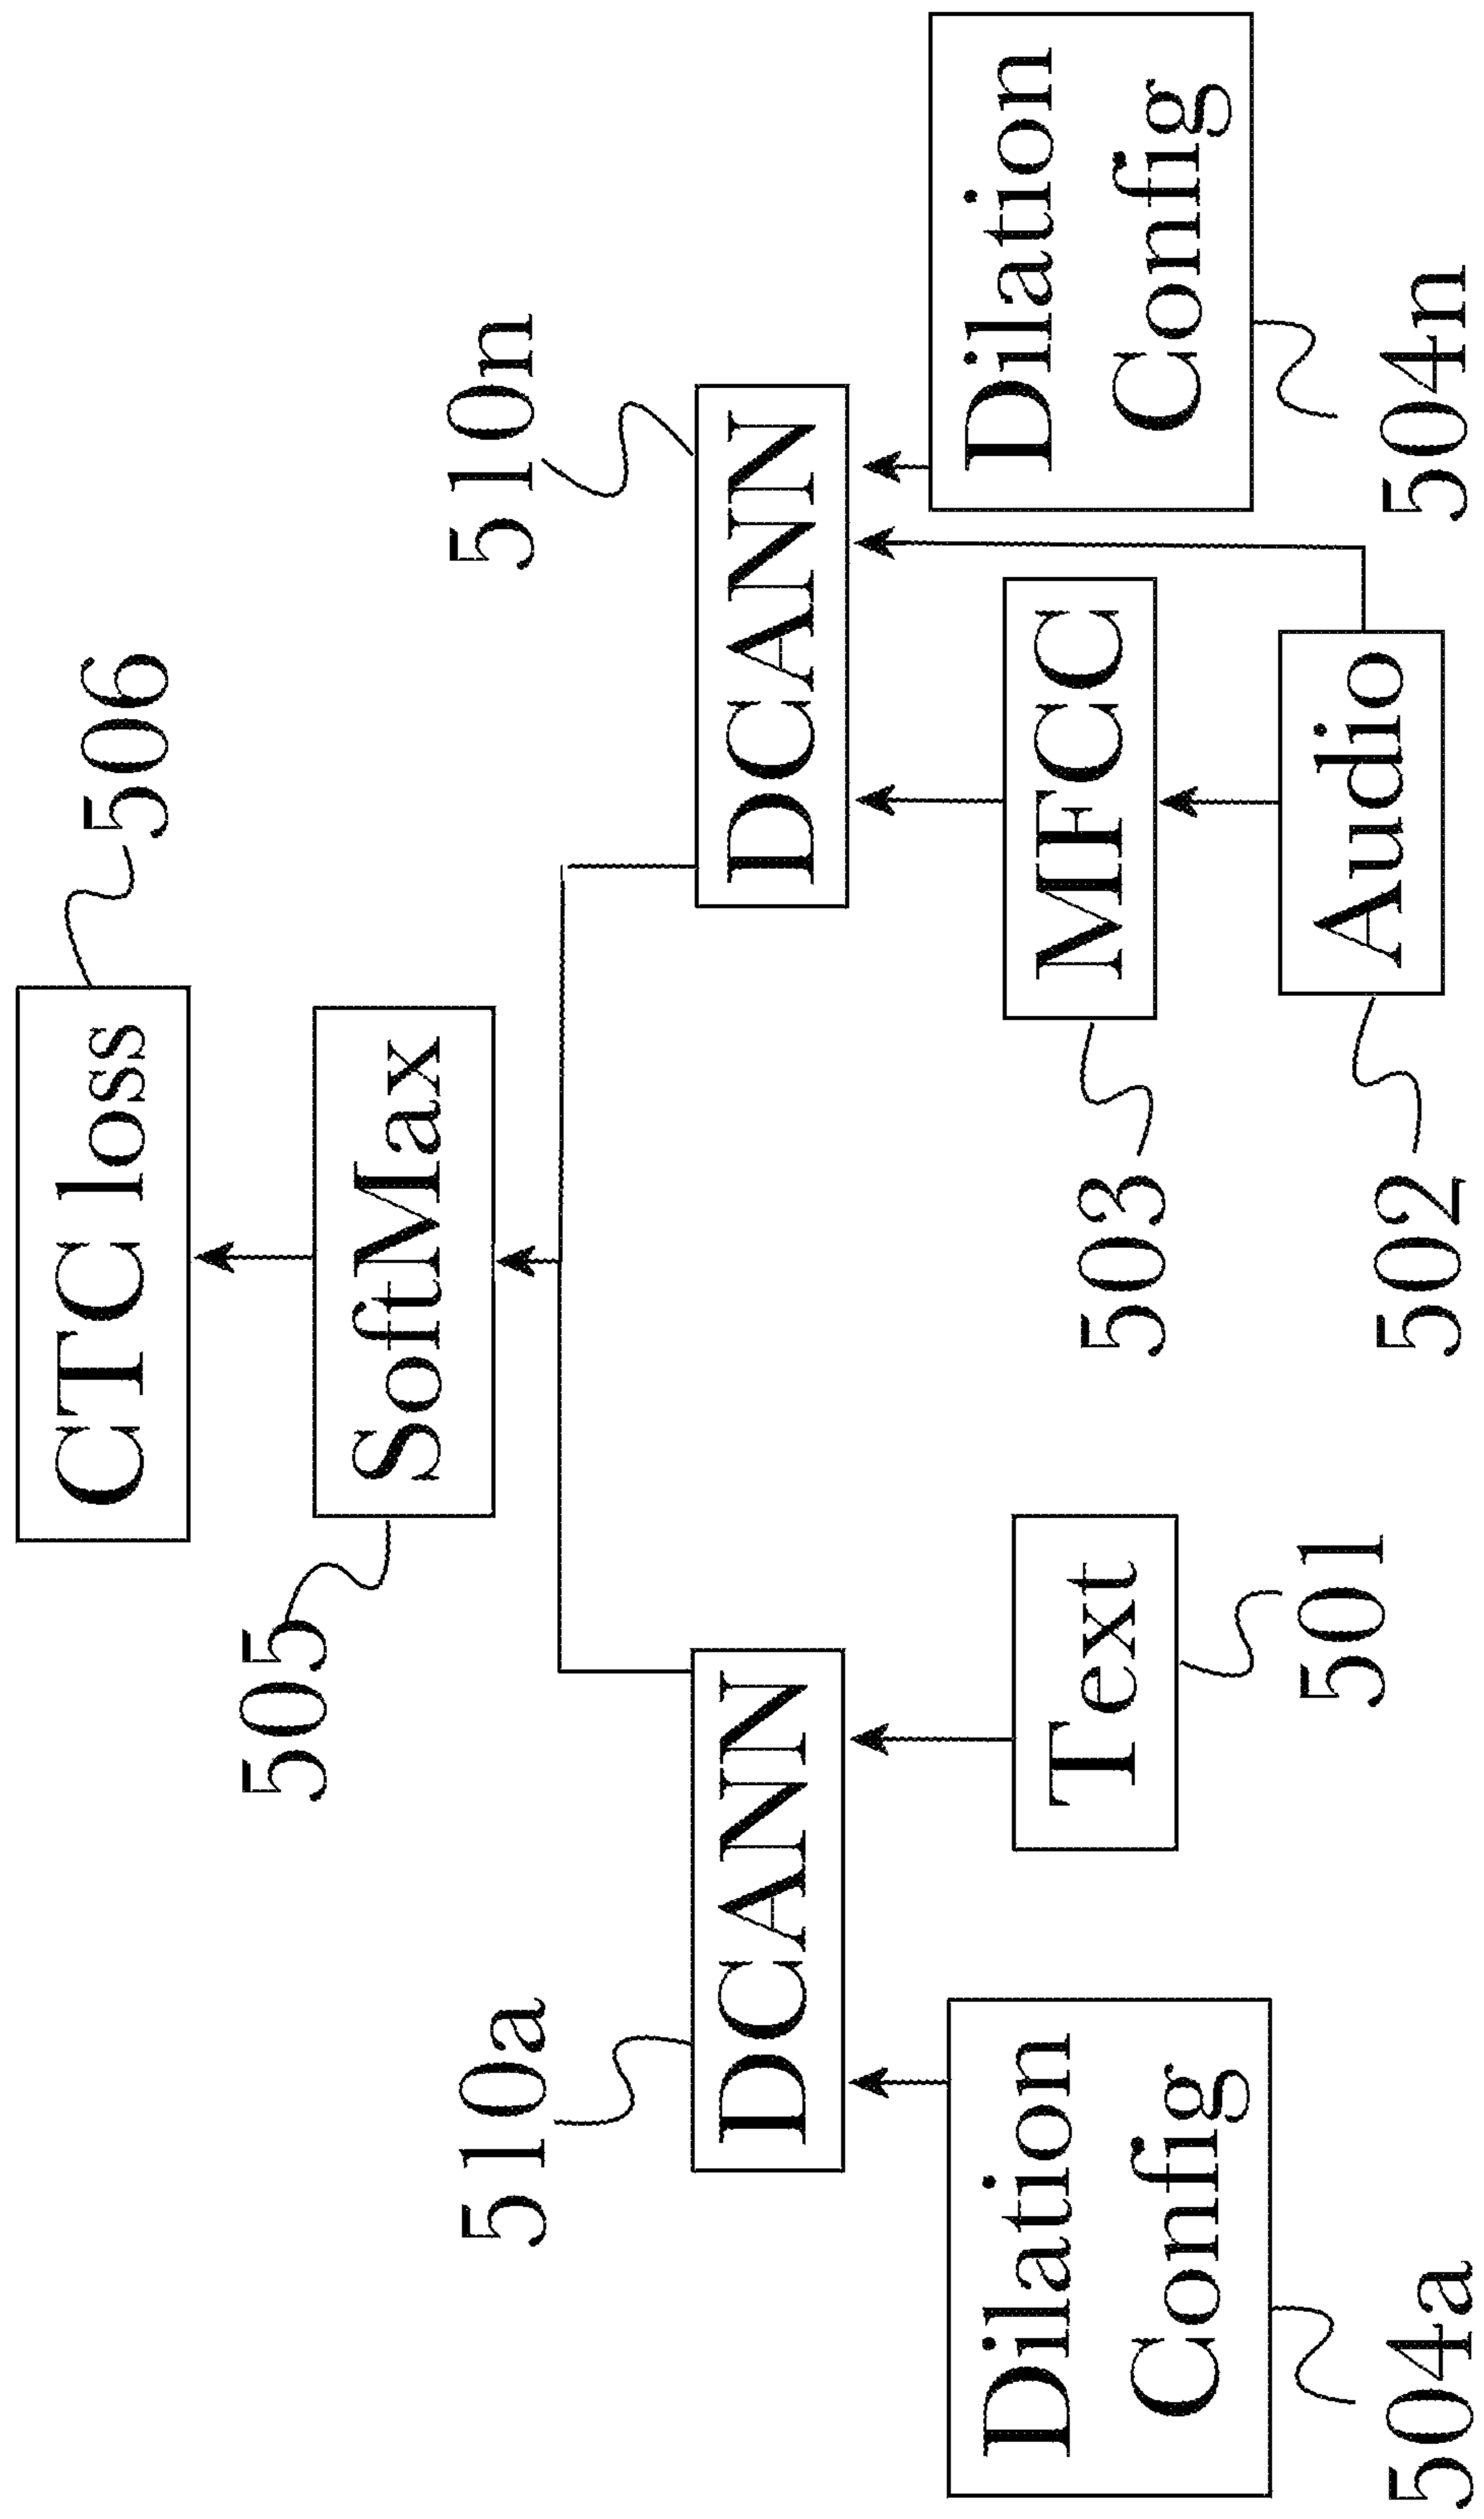 CTC loss
506
505
SoftMax
510a
510n
DCANN
DCANN
Dilation
Config
Text
MFCC
Dilation
Config
503
501
Audio
504a
502
504n